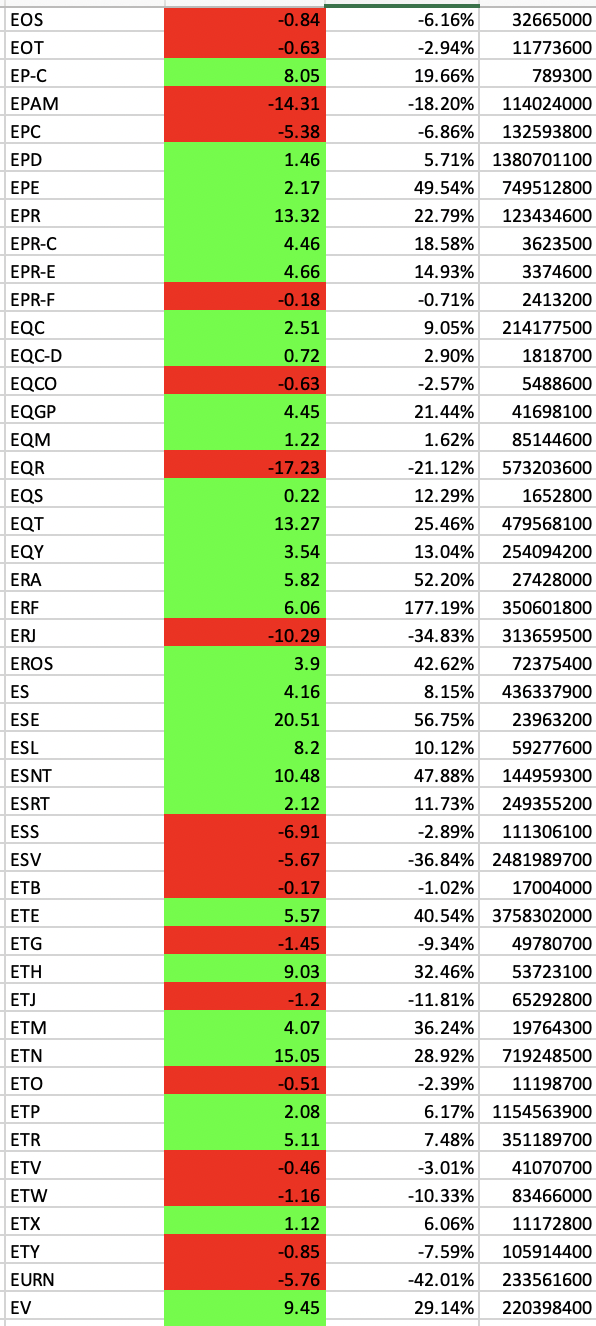 EOS -0.84 -6.16% 32665000
EOT -0.63 -2.94% 11773600
EP-C 8.05 19.66% 789300
EPAM -14.31 -18.20% 114024000
EPC -5.38 -6.86% 132593800
EPD 1.46 5.71% 1380701100
EPE 2.17 49.54% 749512800
EPR 13.32 22.79% 123434600
EPR-C 4.46 18.58% 3623500
EPR-E 4.66 14.93% 3374600
EPR-F -0.18 -0.71% 2413200
EQC 2.51 9.05% 214177500
EQC-D 0.72 2.90% 1818700
EQCO -0.63 -2.57% 5488600
EQGP 4.45 21.44% 41698100
EQM 1.22 1.62% 85144600
EQR -17.23 -21.12% 573203600
EQS 0.22 12.29% 1652800
EQT 13.27 25.46% 479568100
EQY 3.54 13.04% 254094200
ERA 5.82 52.20% 27428000
ERF 6.06 177.19% 350601800
ERJ -10.29 -34.83% 313659500
EROS 3.9 42.62% 72375400
ES 4.16 8.15% 436337900
ESE 20.51 56.75% 23963200
ESL 8.2 10.12% 59277600
ESNT 10.48 47.88% 144959300
ESRT 2.12 11.73% 249355200
ESS -6.91 -2.89% 111306100
ESV -5.67 -36.84% 2481989700
ETB -0.17 -1.02% 17004000
ETE 5.57 40.54% 3758302000
ETG -1.45 -9.34% 49780700
ETH 9.03 32.46% 53723100
ETJ -1.2 -11.81% 65292800
ETM 4.07 36.24% 19764300
ETN 15.05 28.92% 719248500
ETO -0.51 -2.39% 11198700
ETP 2.08 6.17% 1154563900
ETR 5.11 7.48% 351189700
ETV -0.46 -3.01% 41070700
ETW -1.16 -10.33% 83466000
ETX 1.12 6.06% 11172800
ETY -0.85 -7.59% 105914400
EURN -5.76 -42.01% 233561600
EV 9.45 29.14% 220398400